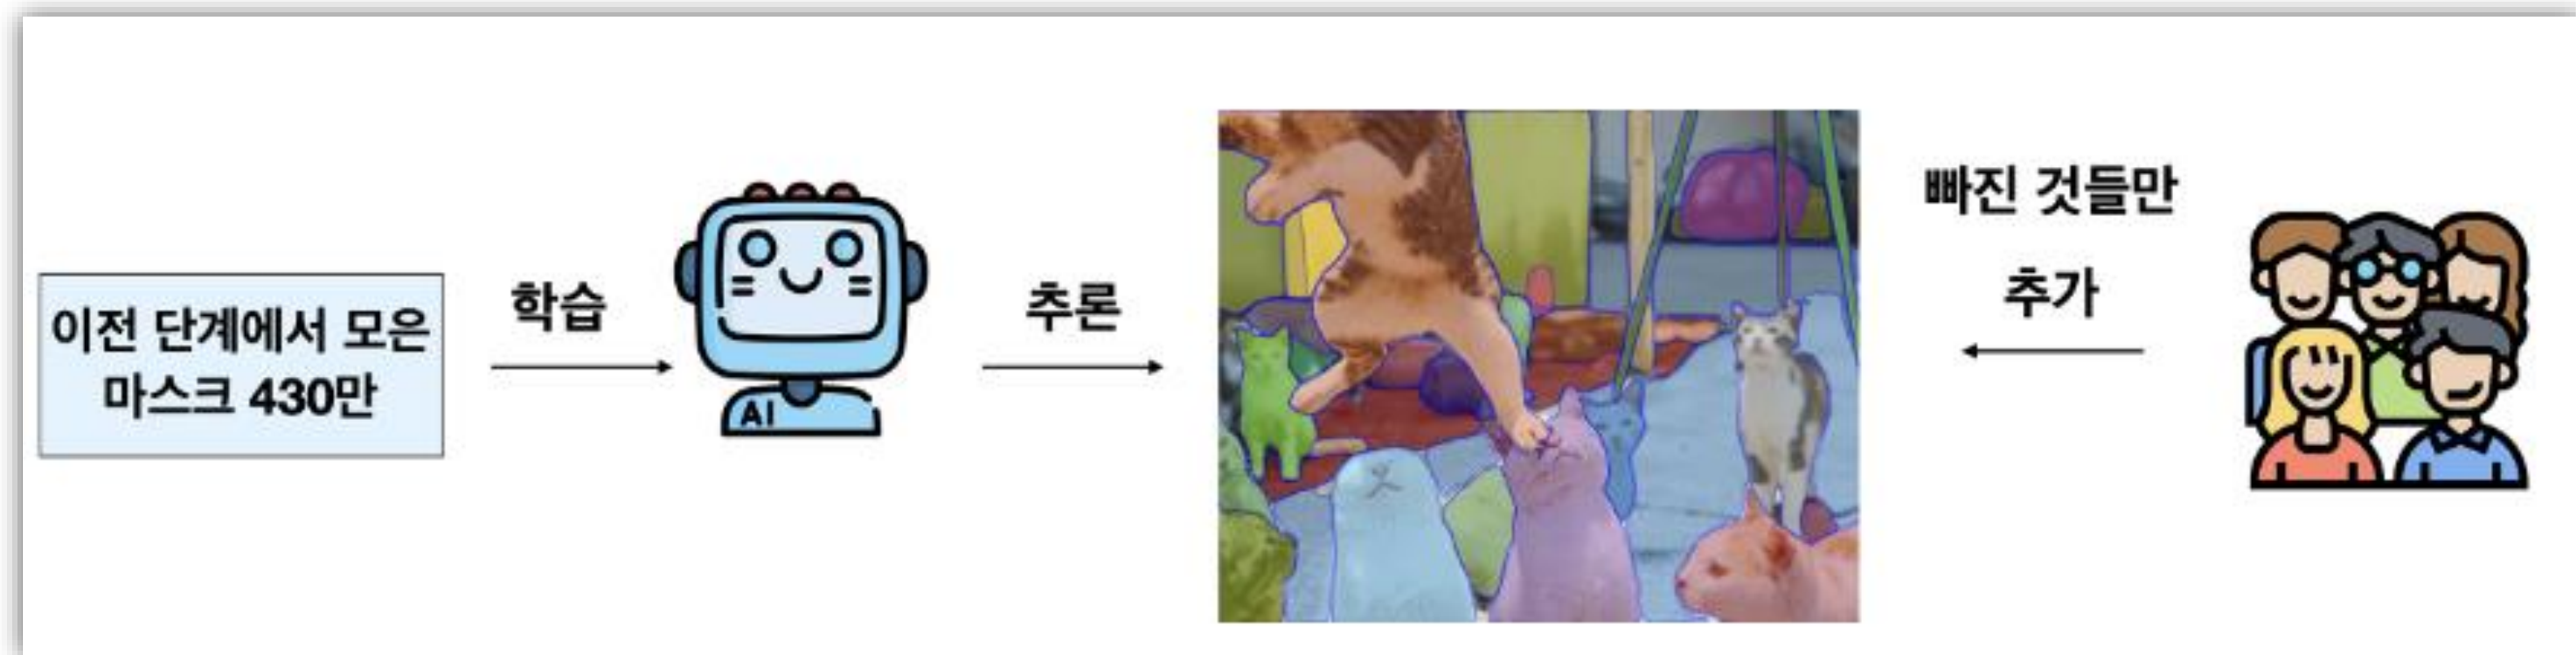 이전 단계에서 모은
마스크 430만
학습
AI
추론
빠진 것들만
추가